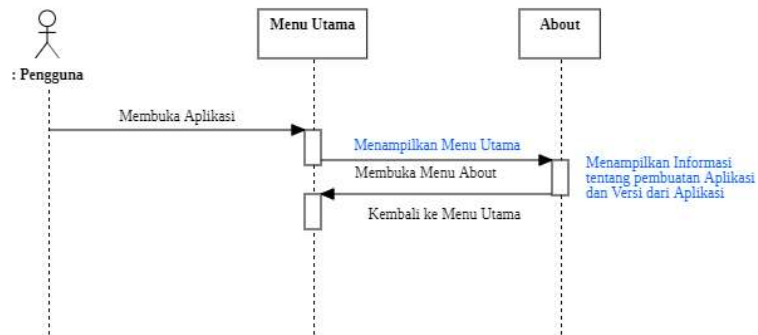 Menu Utama
About
: Pengguna
Membuka Aplikasi
Menampilkan Menu Utama
Membuka Menu About
Menampilkan Informasi
tentang pembuatan Aplikasi
dan Versi dari Aplikasi
Kembali ke Menu Utama